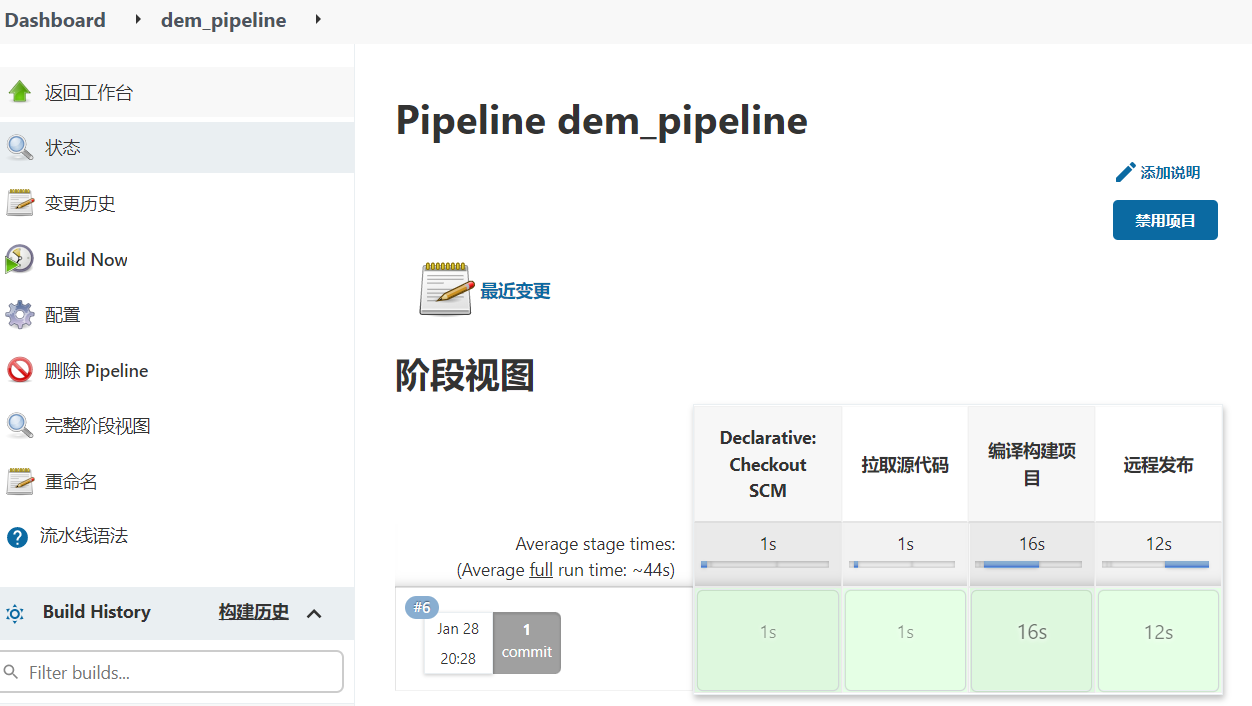 Dashboard
dem_pipeline
返回工作台
状态
变更历史
Build Now
配置
删除 Pipeline
完整阶段视图
重命名
流水线语法
Build History
构建历史
Filter builds...
Pipeline dem_pipeline
添加说明
禁用项目
最近变更
阶段视图
Declarative:
Checkout
SCM
拉取源代码
编译构建项
目
远程发布
Average stage times:
(Average full run time: ~44s)
1s
1s
16s
12s
#6
Jan 28
20:28
1
commit
1s
1s
16s
12s